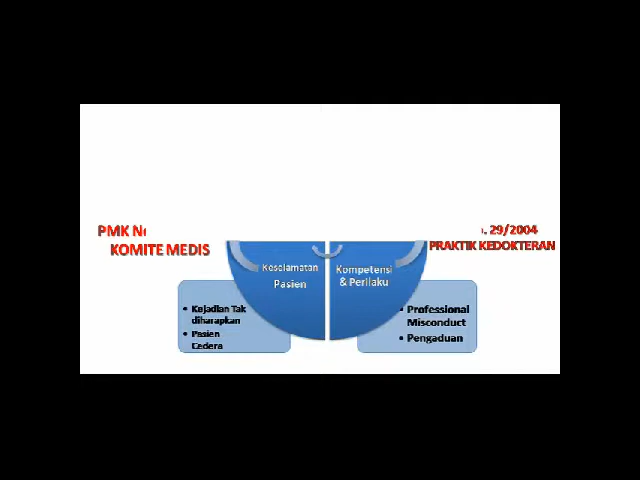 PMK No
KOMITE MEDIS
. 29/2004
PRAKTIK KEDOKTERAN
Keselamatan
Pasien
Kompetensi
& Perilaku
• Kejadian Tak
diharapkan
• Pasien
Cedera
• Professional
Misconduct
• Pengaduan